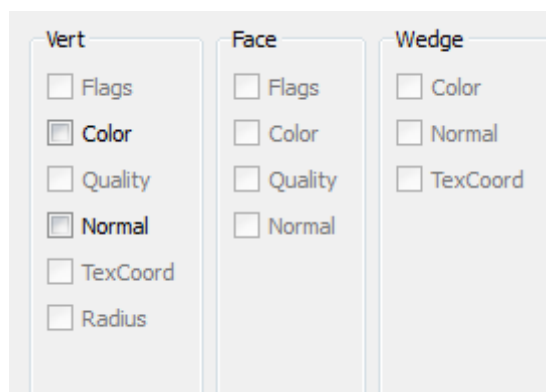 Vert
Flags
Color
Quality
Normal
TexCoord
Radius
Face
Flags
Color
Quality
Normal
Wedge
Color
Normal
TexCoord